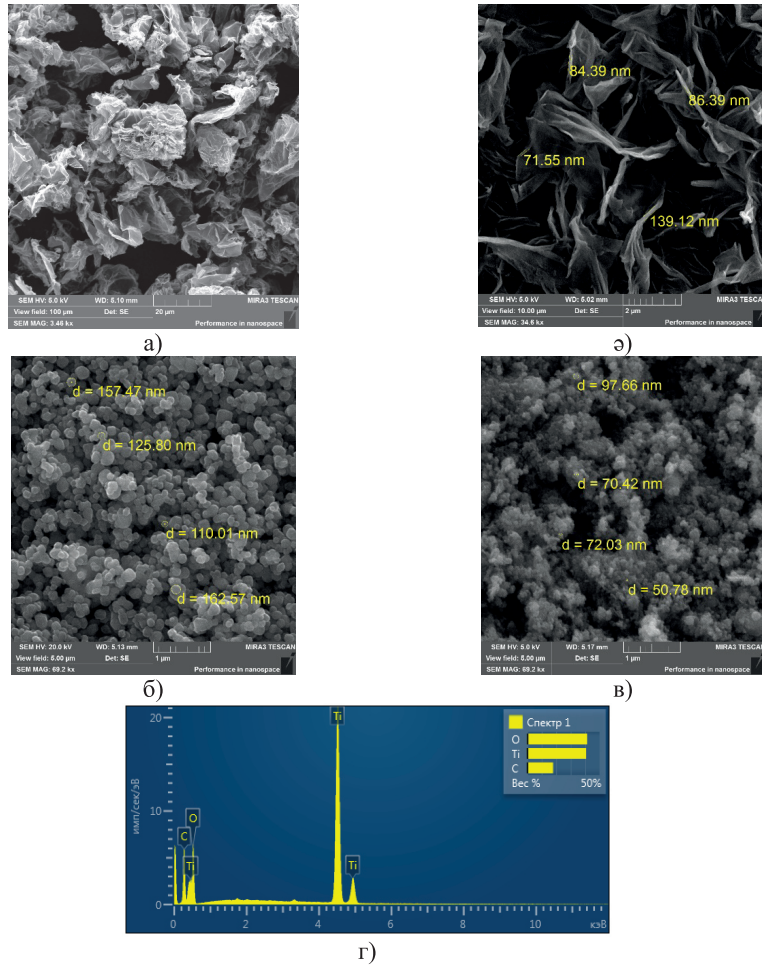 84.39 nm
86.39 nm
71.55 nm
139.12 nm
SEM HV: 5.0 kV WD: 5.10 mm MIRA3 TESCAN
View field: 100 µm Det: SE 20 µm
SEM MAG: 3.46 kx Performance in nanospace
SEM HV: 5.0 kV WD: 5.02 mm MIRA3 TESCAN
View field: 10.00 µm Det: SE 2 µm
SEM MAG: 34.6 kx Performance in nanospace
а)
ә)
d = 157.47 nm
d = 125.80 nm
d = 110.01 nm
d = 162.57 nm
SEM HV: 20.0 kV WD: 5.13 mm MIRA3 TESCAN
View field: 5.00 µm Det: SE 1 µm
SEM MAG: 69.2 kx Performance in nanospace
d = 97.66 nm
d = 70.42 nm
d = 72.03 nm
d = 50.78 nm
SEM HV: 5.0 kV WD: 5.17 mm MIRA3 TESCAN
View field: 5.00 µm Det: SE 1 µm
SEM MAG: 69.2 kx Performance in nanospace
б)
в)
20
10
0
имп/сек/эВ
C
O
Ti
Ti
Ti
Спектр 1
O
Ti
C
Вес % 50%
0 2 4 6 8 10 кэВ
г)